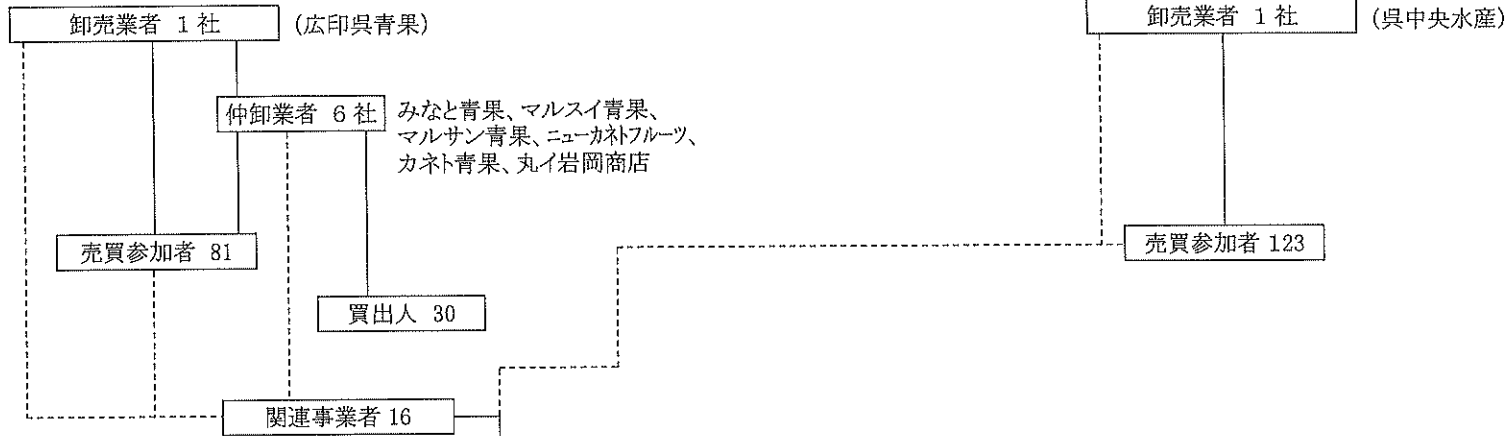 卸売業者 1社 (広印呉青果)
卸売業者 1社 (呉中央水産)
仲卸業者 6社 みなと青果、マルスイ青果、
マルサン青果、ニューカネトフルーツ、
カネト青果、丸イ岩岡商店
売買参加者 81
売買参加者 123
買出人 30
関連事業者 16